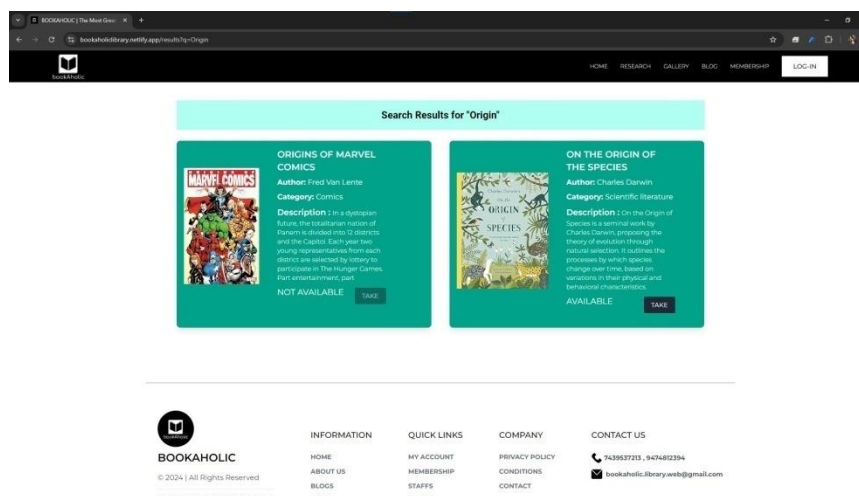 BOOKAHOLIC | The Most Grea
bookaholiclibrary.netlify.app/results?q=Origin
bookAholic
HOME RESEARCH GALLERY BLOG MEMBERSHIP LOG-IN
Search Results for "Origin"
ORIGINS OF MARVEL
COMICS
Author: Fred Van Lente
Category: Comics
Description : In a dystopian
future, the totalitarian nation of
Panem is divided into 12 districts
and the Capitol. Each year two
young representatives from each
district are selected by lottery to
participate in The Hunger Games.
Part entertainment, part
NOT AVAILABLE TAKE
ORIGINS OF
MARVEL COMICS
ON THE ORIGIN OF
THE SPECIES
Author: Charles Darwin
Category: Scientific literature
Description : On the Origin of
Species is a seminal work by
Charles Darwin, proposing the
theory of evolution through
natural selection. It outlines the
processes by which species
change over time, based on
variations in their physical and
behavioral characteristics
AVAILABLE TAKE
Charles Darwin's
On the
ORIGIN
OF
SPECIES
bookAholic
BOOKAHOLIC
© 2024 | All Rights Reserved
INFORMATION
HOME
ABOUT US
BLOGS
QUICK LINKS
MY ACCOUNT
MEMBERSHIP
STAFFS
COMPANY
PRIVACY POLICY
CONDITIONS
CONTACT
CONTACT US
7439537213 , 9474812394
bookaholic.library.web@gmail.com